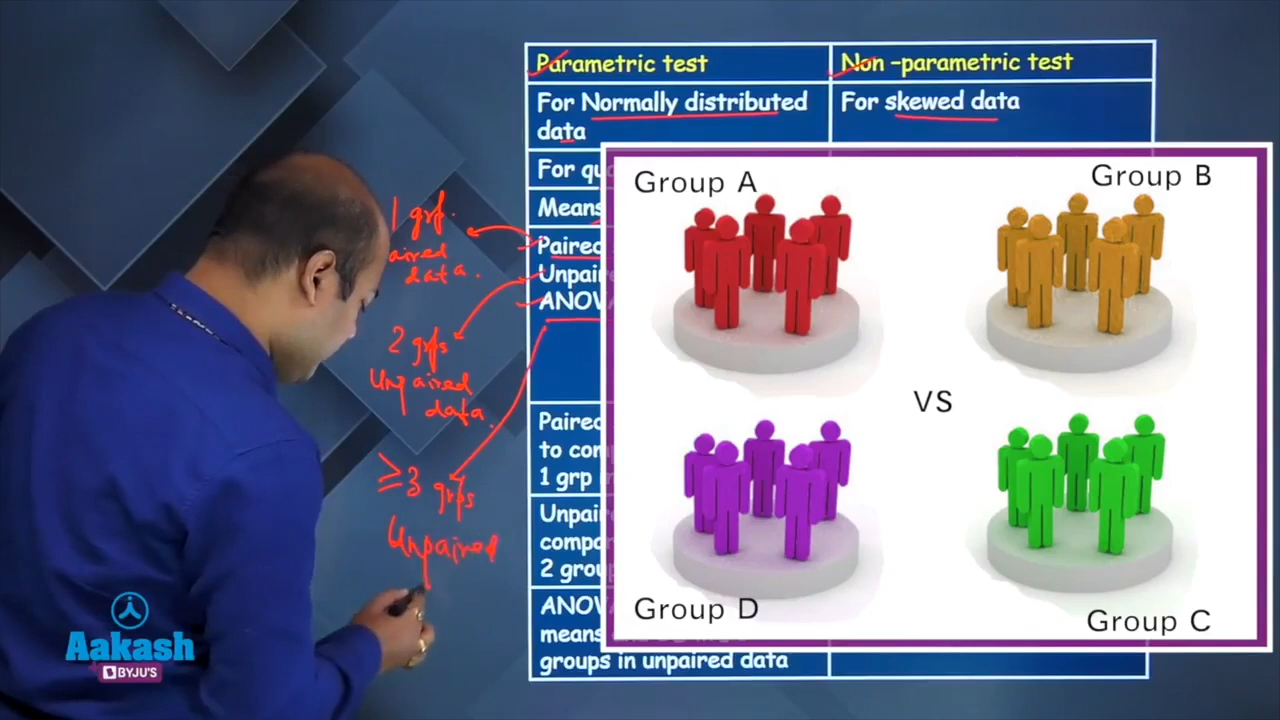 Parametric test
Non -parametric test
For Normally distributed
data
For skewed data
For qu
Means
Paired
Unpai
ANOV
Paired
to com
1 grp
Unpai
compa
2 grou
ANOV
means
groups in unpaired data
1 grp.
aired
data.
2 grps
Unpaired
data.
≥3 grps
Unpaired
Group A
Group B
VS
Group D
Group C
Aakash
BYJU'S